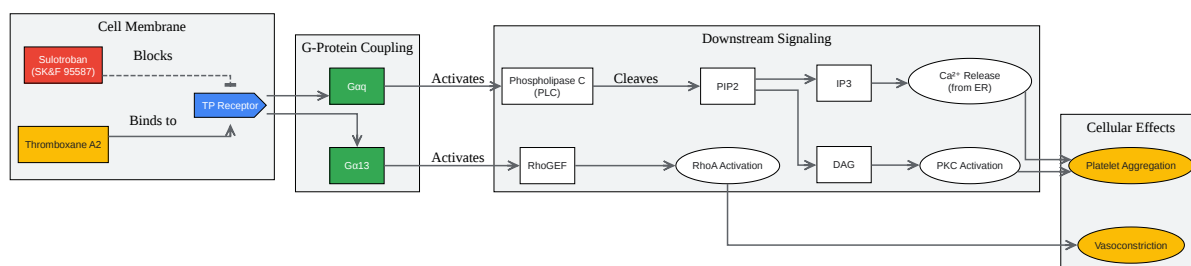 Cell Membrane
Sulotroban
(SK&F 95587)
Blocks
TP Receptor
Binds to
Thromboxane A2
G-Protein Coupling
Gαq
Gα13
Activates
Activates
Downstream Signaling
Phospholipase C
(PLC)
Cleaves
PIP2
IP3
Ca²⁺ Release
(from ER)
RhoGEF
RhoA Activation
DAG
PKC Activation
Cellular Effects
Platelet Aggregation
Vasoconstriction